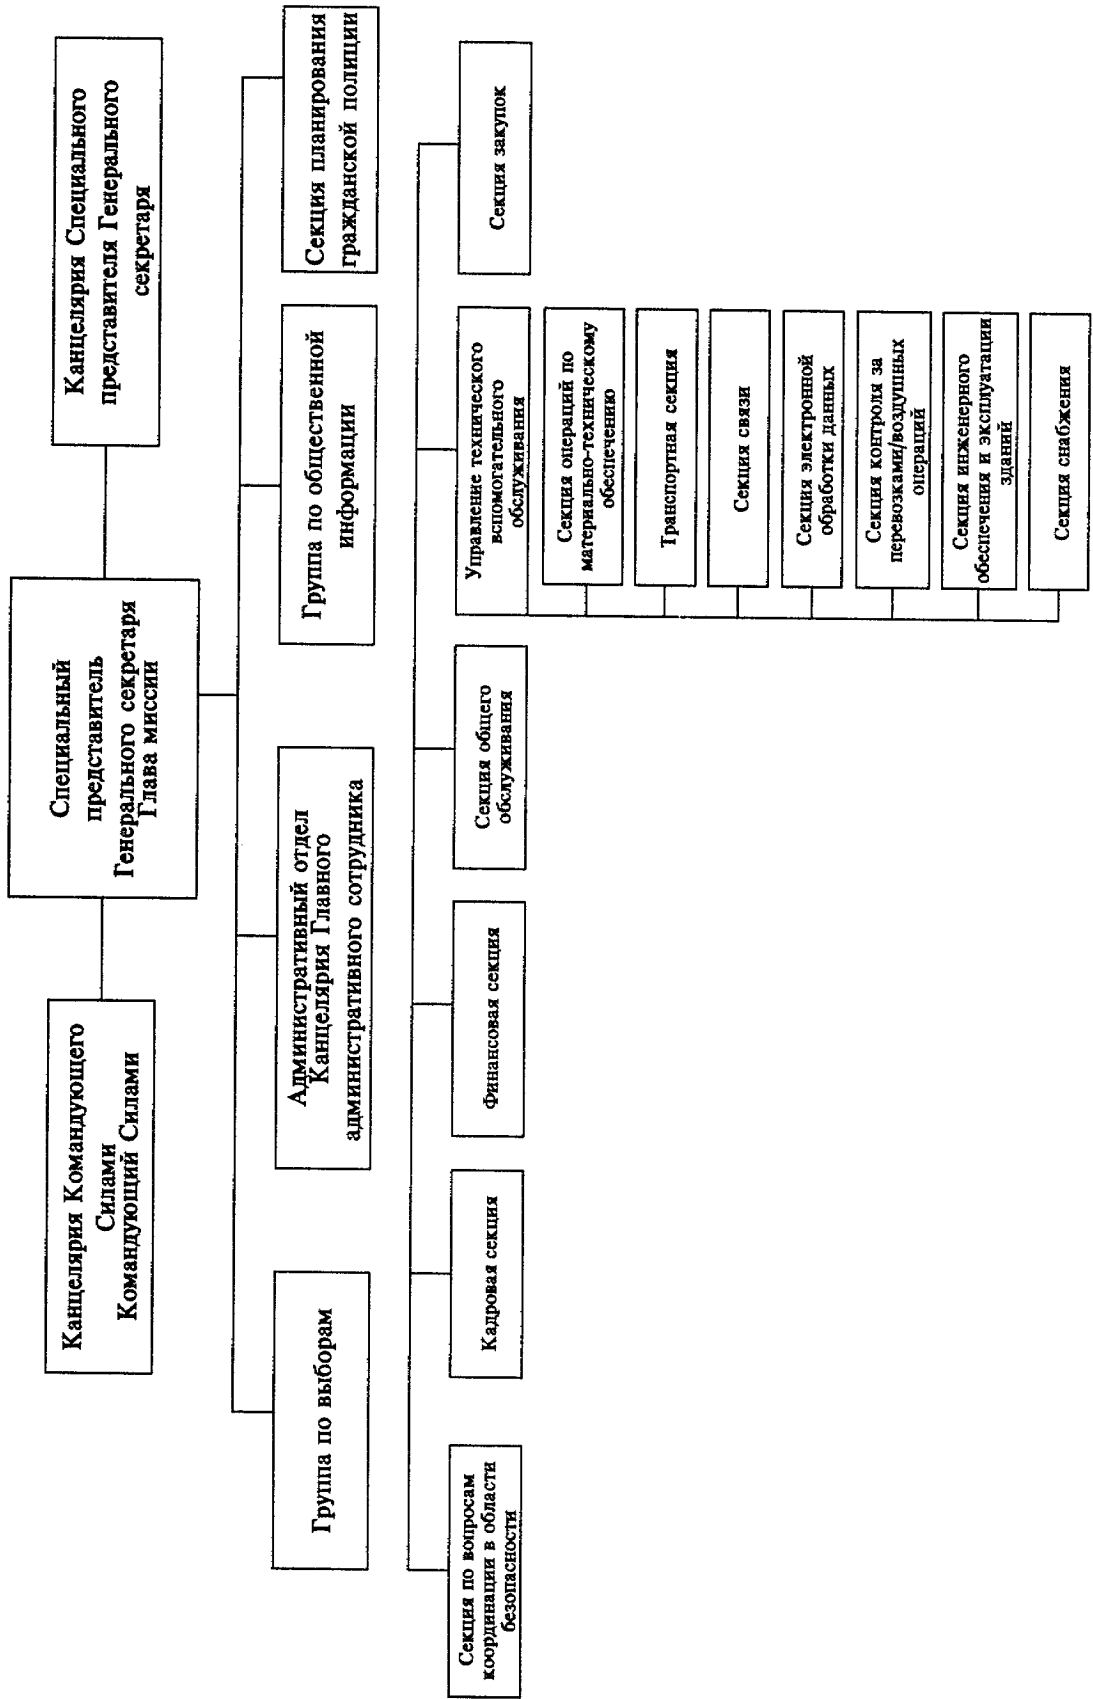 Канцелярия Командующего
Силами
Командующий Силами
Специальный
представитель
Генерального секретаря
Глава миссии
Канцелярия Специального
представителя Генерального
секретаря
Группа по выборам
Административный отдел
Канцелярия Главного
административного сотрудника
Группа по общественной
информации
Секция планирования
гражданской полиции
Секция по вопросам
координации в области
безопасности
Кадровая секция
Финансовая секция
Секция общего
обслуживания
Управление технического
вспомогательного
обслуживания
Секция закупок
Секция операций по
материально-техническому
обеспечению
Транспортная секция
Секция связи
Секция электронной
обработки данных
Секция контроля за
перевозками/воздушных
операций
Секция инженерного
обеспечения и эксплуатации
зданий
Секция снабжения